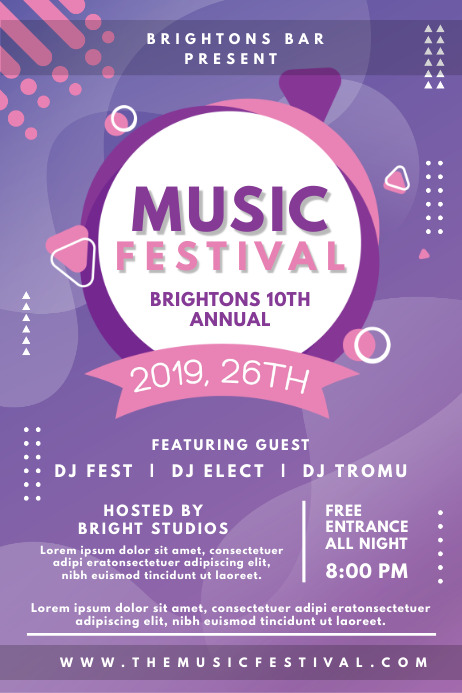 BRIGHTONS BAR
PRESENT
MUSIC
FESTIVAL
BRIGHTONS 10TH
ANNUAL
2019, 26TH
FEATURING GUEST
DJ FEST | DJ ELECT | DJ TROMU
HOSTED BY
BRIGHT STUDIOS
Lorem ipsum dolor sit amet, consectetuer
adipi eratonsectetuer adipiscing elit,
nibh euismod tincidunt ut laoreet.
FREE
ENTRANCE
ALL NIGHT
8:00 PM
Lorem ipsum dolor sit amet, consectetuer adipi eratonsectetuer
adipiscing elit, sed diam nibh euismod tincidunt ut laoreet.
WWW.THEMUSICFESTIVAL.COM